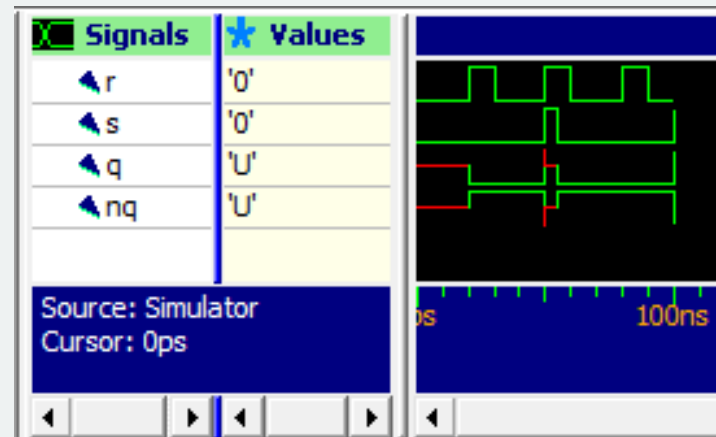 Signals Values
r '0'
s '0'
q 'U'
nq 'U'
Source: Simulator
Cursor: 0ps
ps 100ns